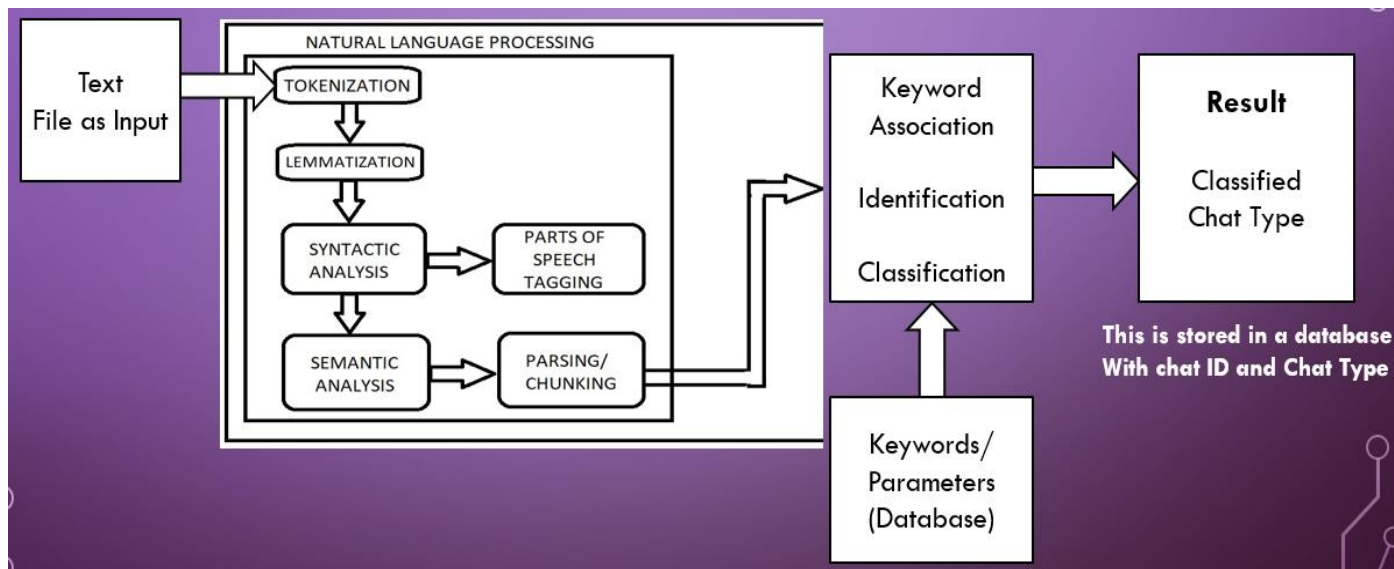 Text
File as Input
NATURAL LANGUAGE PROCESSING
TOKENIZATION
LEMMATIZATION
SYNTACTIC
ANALYSIS
PARTS OF
SPEECH
TAGGING
SEMANTIC
ANALYSIS
PARSING/
CHUNKING
Keyword
Association
Identification
Classification
Keywords/
Parameters
(Database)
Result
Classified
Chat Type
This is stored in a database
With chat ID and Chat Type